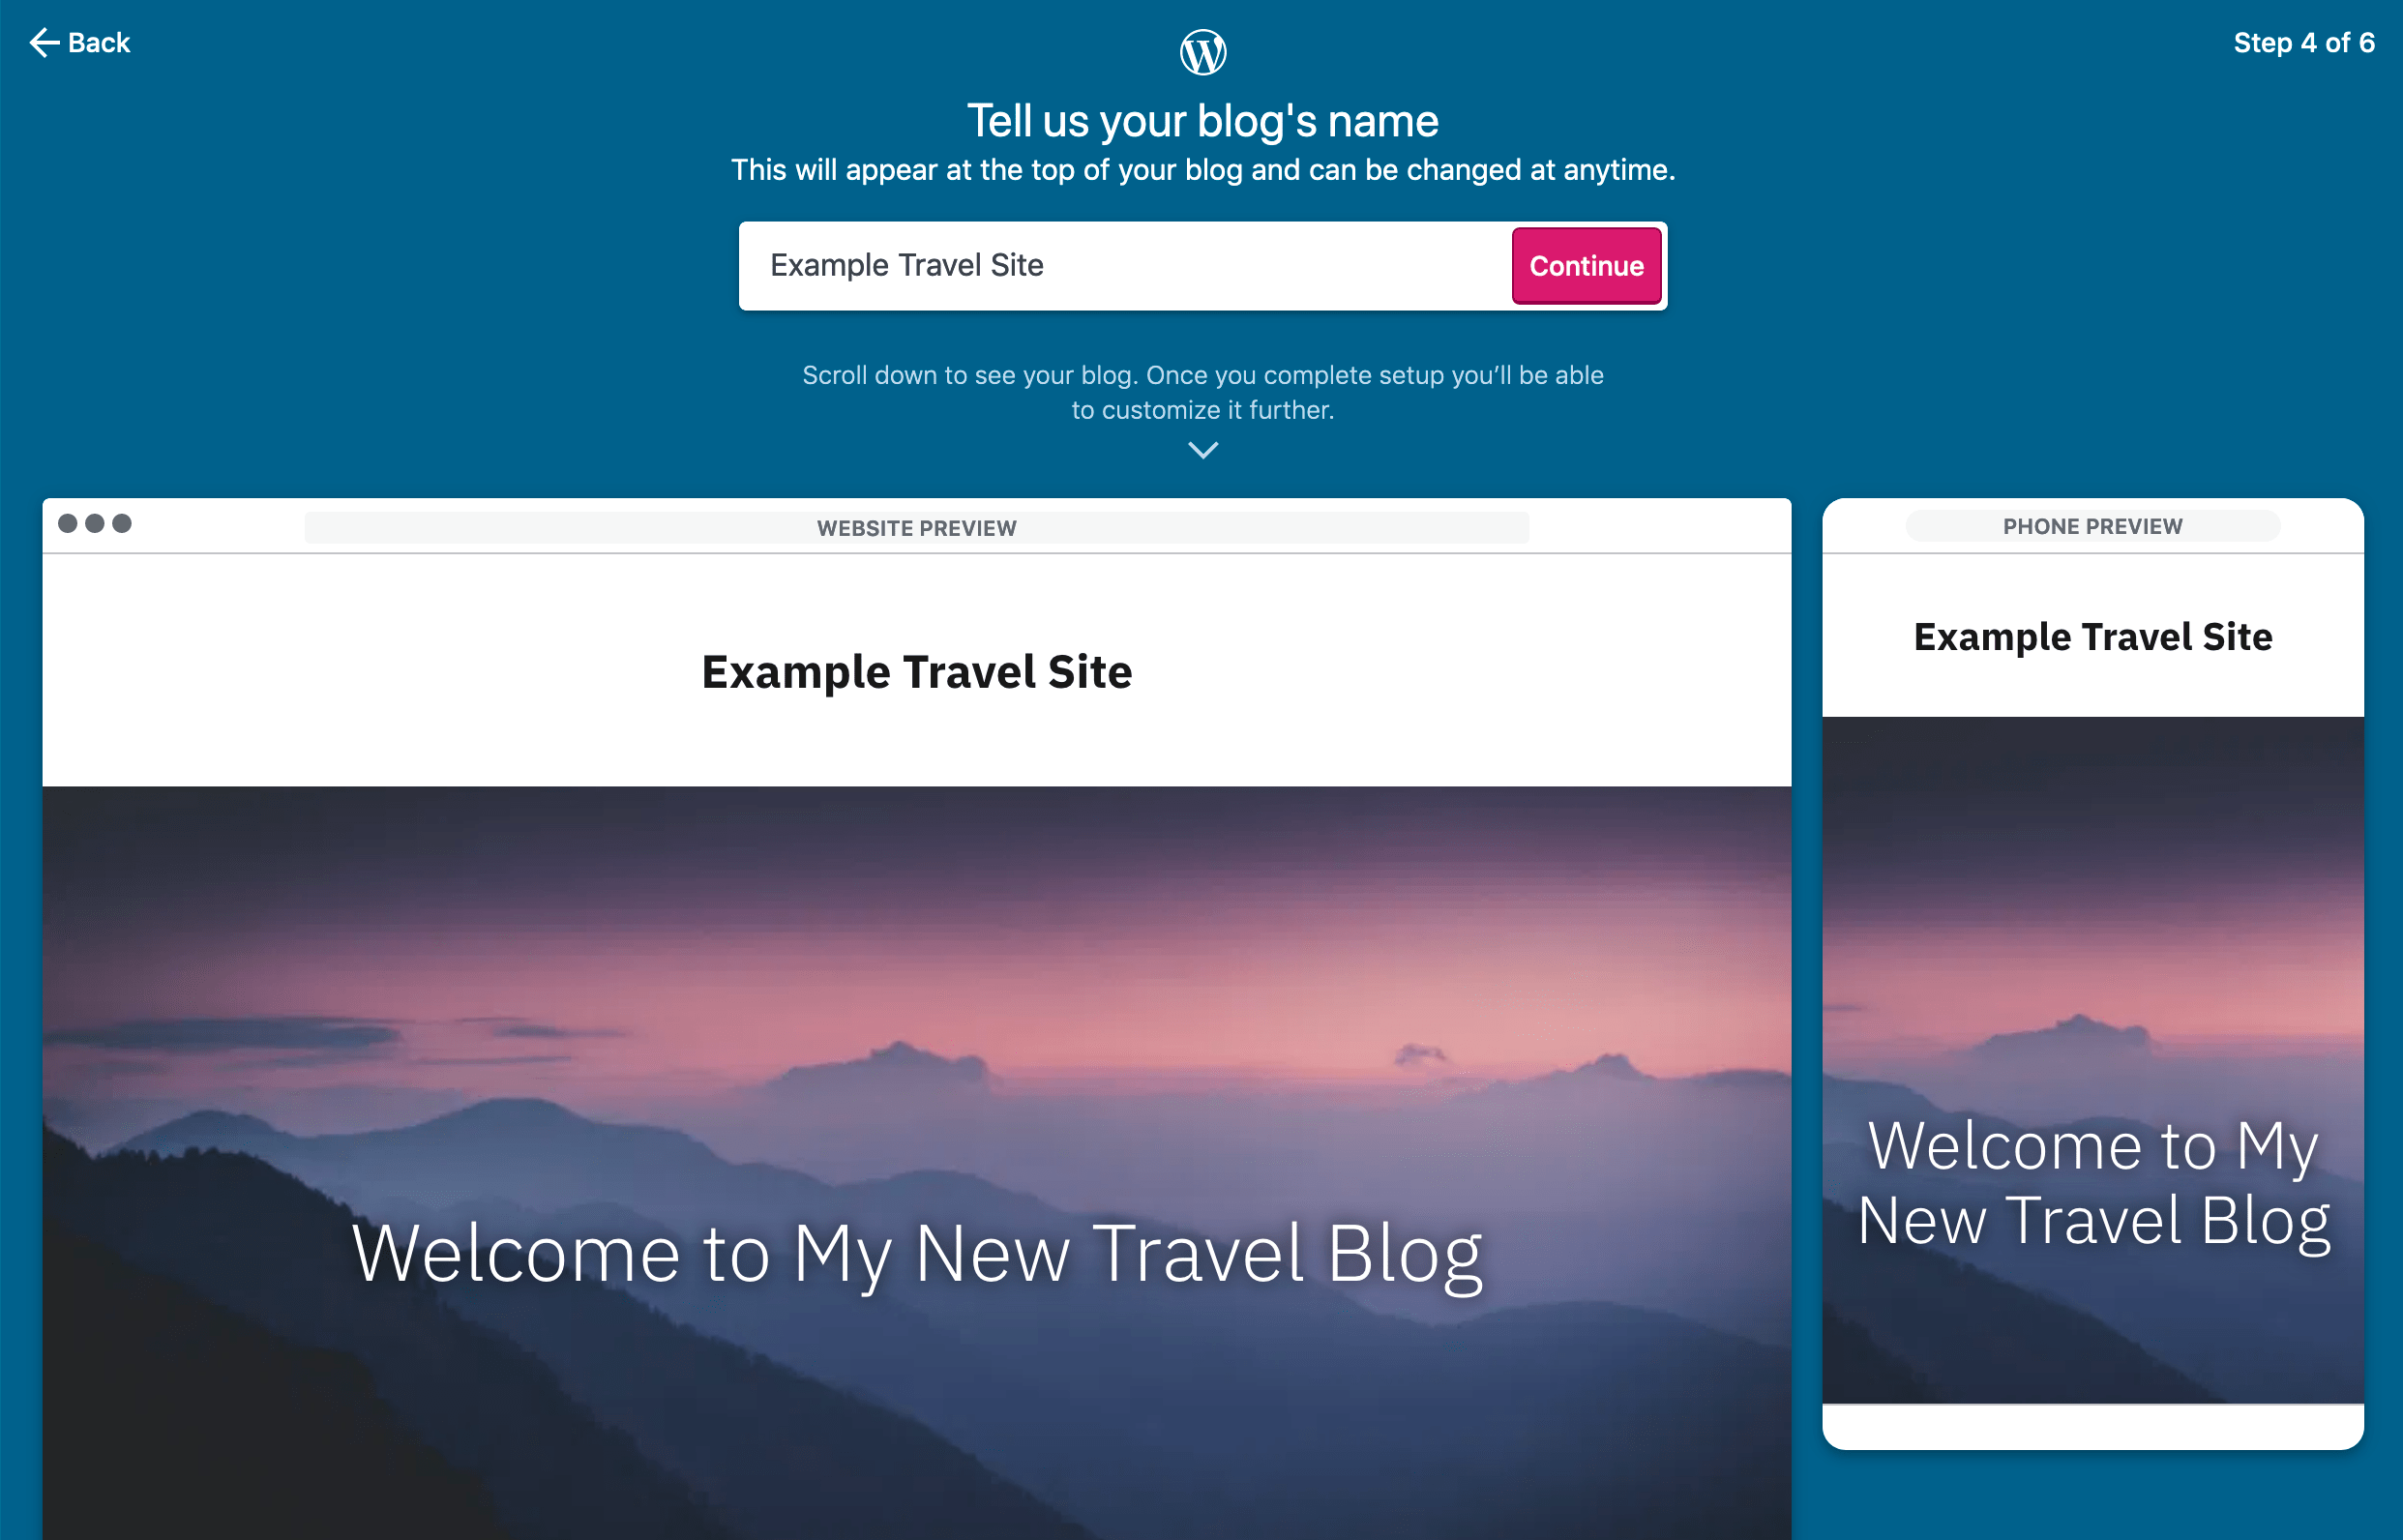 Back
Step 4 of 6
Tell us your blog's name
This will appear at the top of your blog and can be changed at anytime.
Example Travel Site
Continue
Scroll down to see your blog. Once you complete setup you’ll be able
to customize it further.
WEBSITE PREVIEW
Example Travel Site
Welcome to My New Travel Blog
PHONE PREVIEW
Example Travel Site
Welcome to My
New Travel Blog